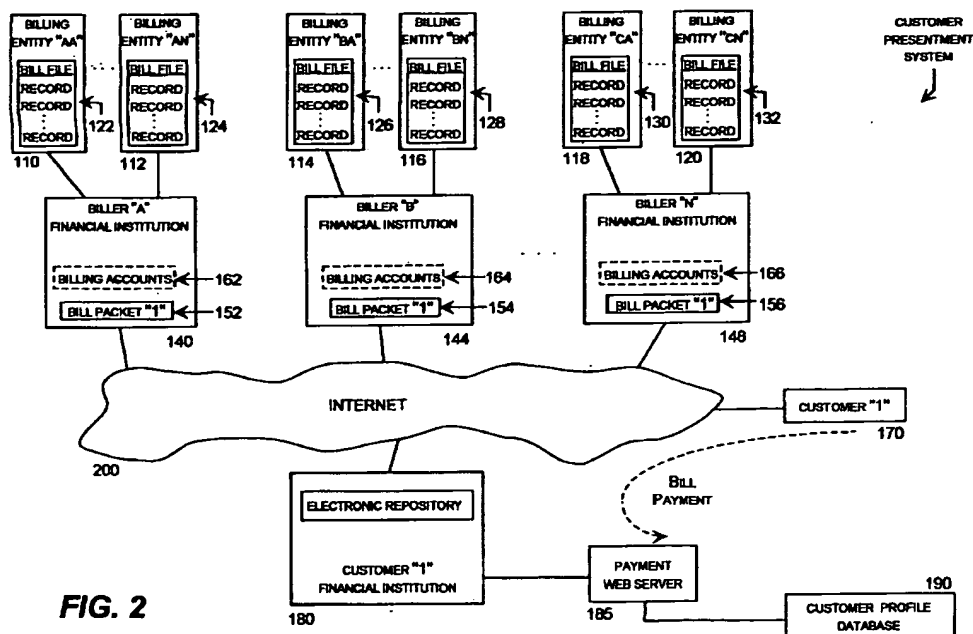 BILLING BILLING BILLING BILLING BILLING BILLING
ENTITY "AA" ENTITY "AN" ENTITY "BA" ENTITY "BN" ENTITY "CA" ENTITY "CN"
CUSTOMER
PRESENTMENT
SYSTEM
BILL FILE BILL FILE BILL FILE BILL FILE BILL FILE BILL FILE
RECORD RECORD RECORD RECORD RECORD RECORD
RECORD RECORD RECORD RECORD RECORD RECORD
RECORD RECORD RECORD RECORD RECORD RECORD
122 124 126 128 130 132
110 112 114 116 118 120
BILLER "A" BILLER "B" BILLER "N"
FINANCIAL INSTITUTION FINANCIAL INSTITUTION FINANCIAL INSTITUTION
BILLING ACCOUNTS 162 BILLING ACCOUNTS 164 BILLING ACCOUNTS 166
BILL PACKET "1" 152 BILL PACKET "1" 154 BILL PACKET "1" 156
140 144 148
INTERNET
200
CUSTOMER "1"
170
BILL
PAYMENT
ELECTRONIC REPOSITORY
CUSTOMER "1"
FINANCIAL INSTITUTION
180
PAYMENT
WEB SERVER
185
190
CUSTOMER PROFILE
DATABASE
FIG. 2